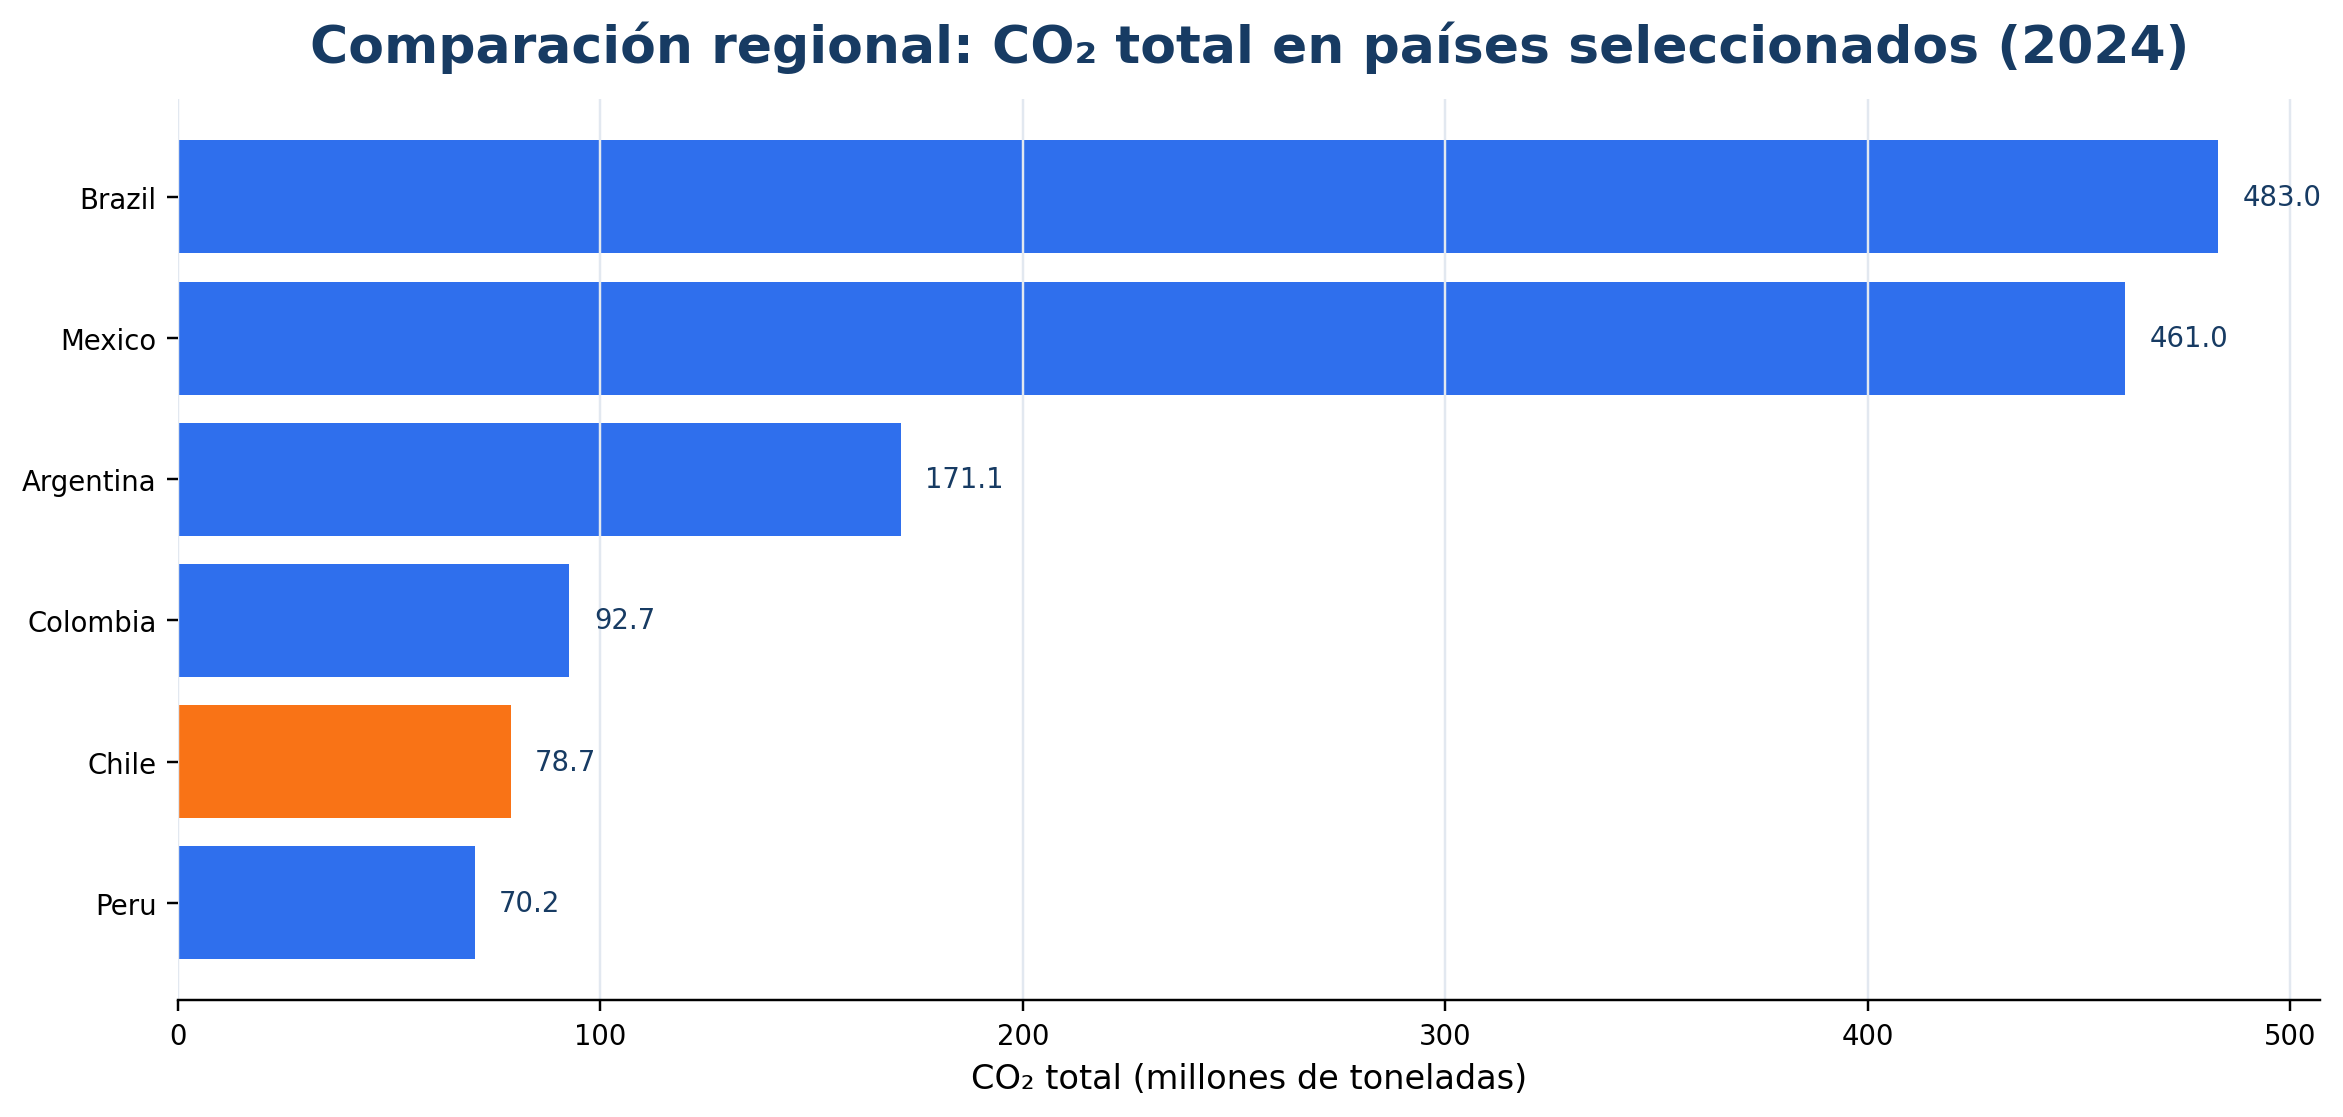 Comparación regional: CO₂ total en países seleccionados (2024)
Brazil 483.0
Mexico 461.0
Argentina 171.1
Colombia 92.7
Chile 78.7
Peru 70.2
0 100 200 300 400 500
CO₂ total (millones de toneladas)